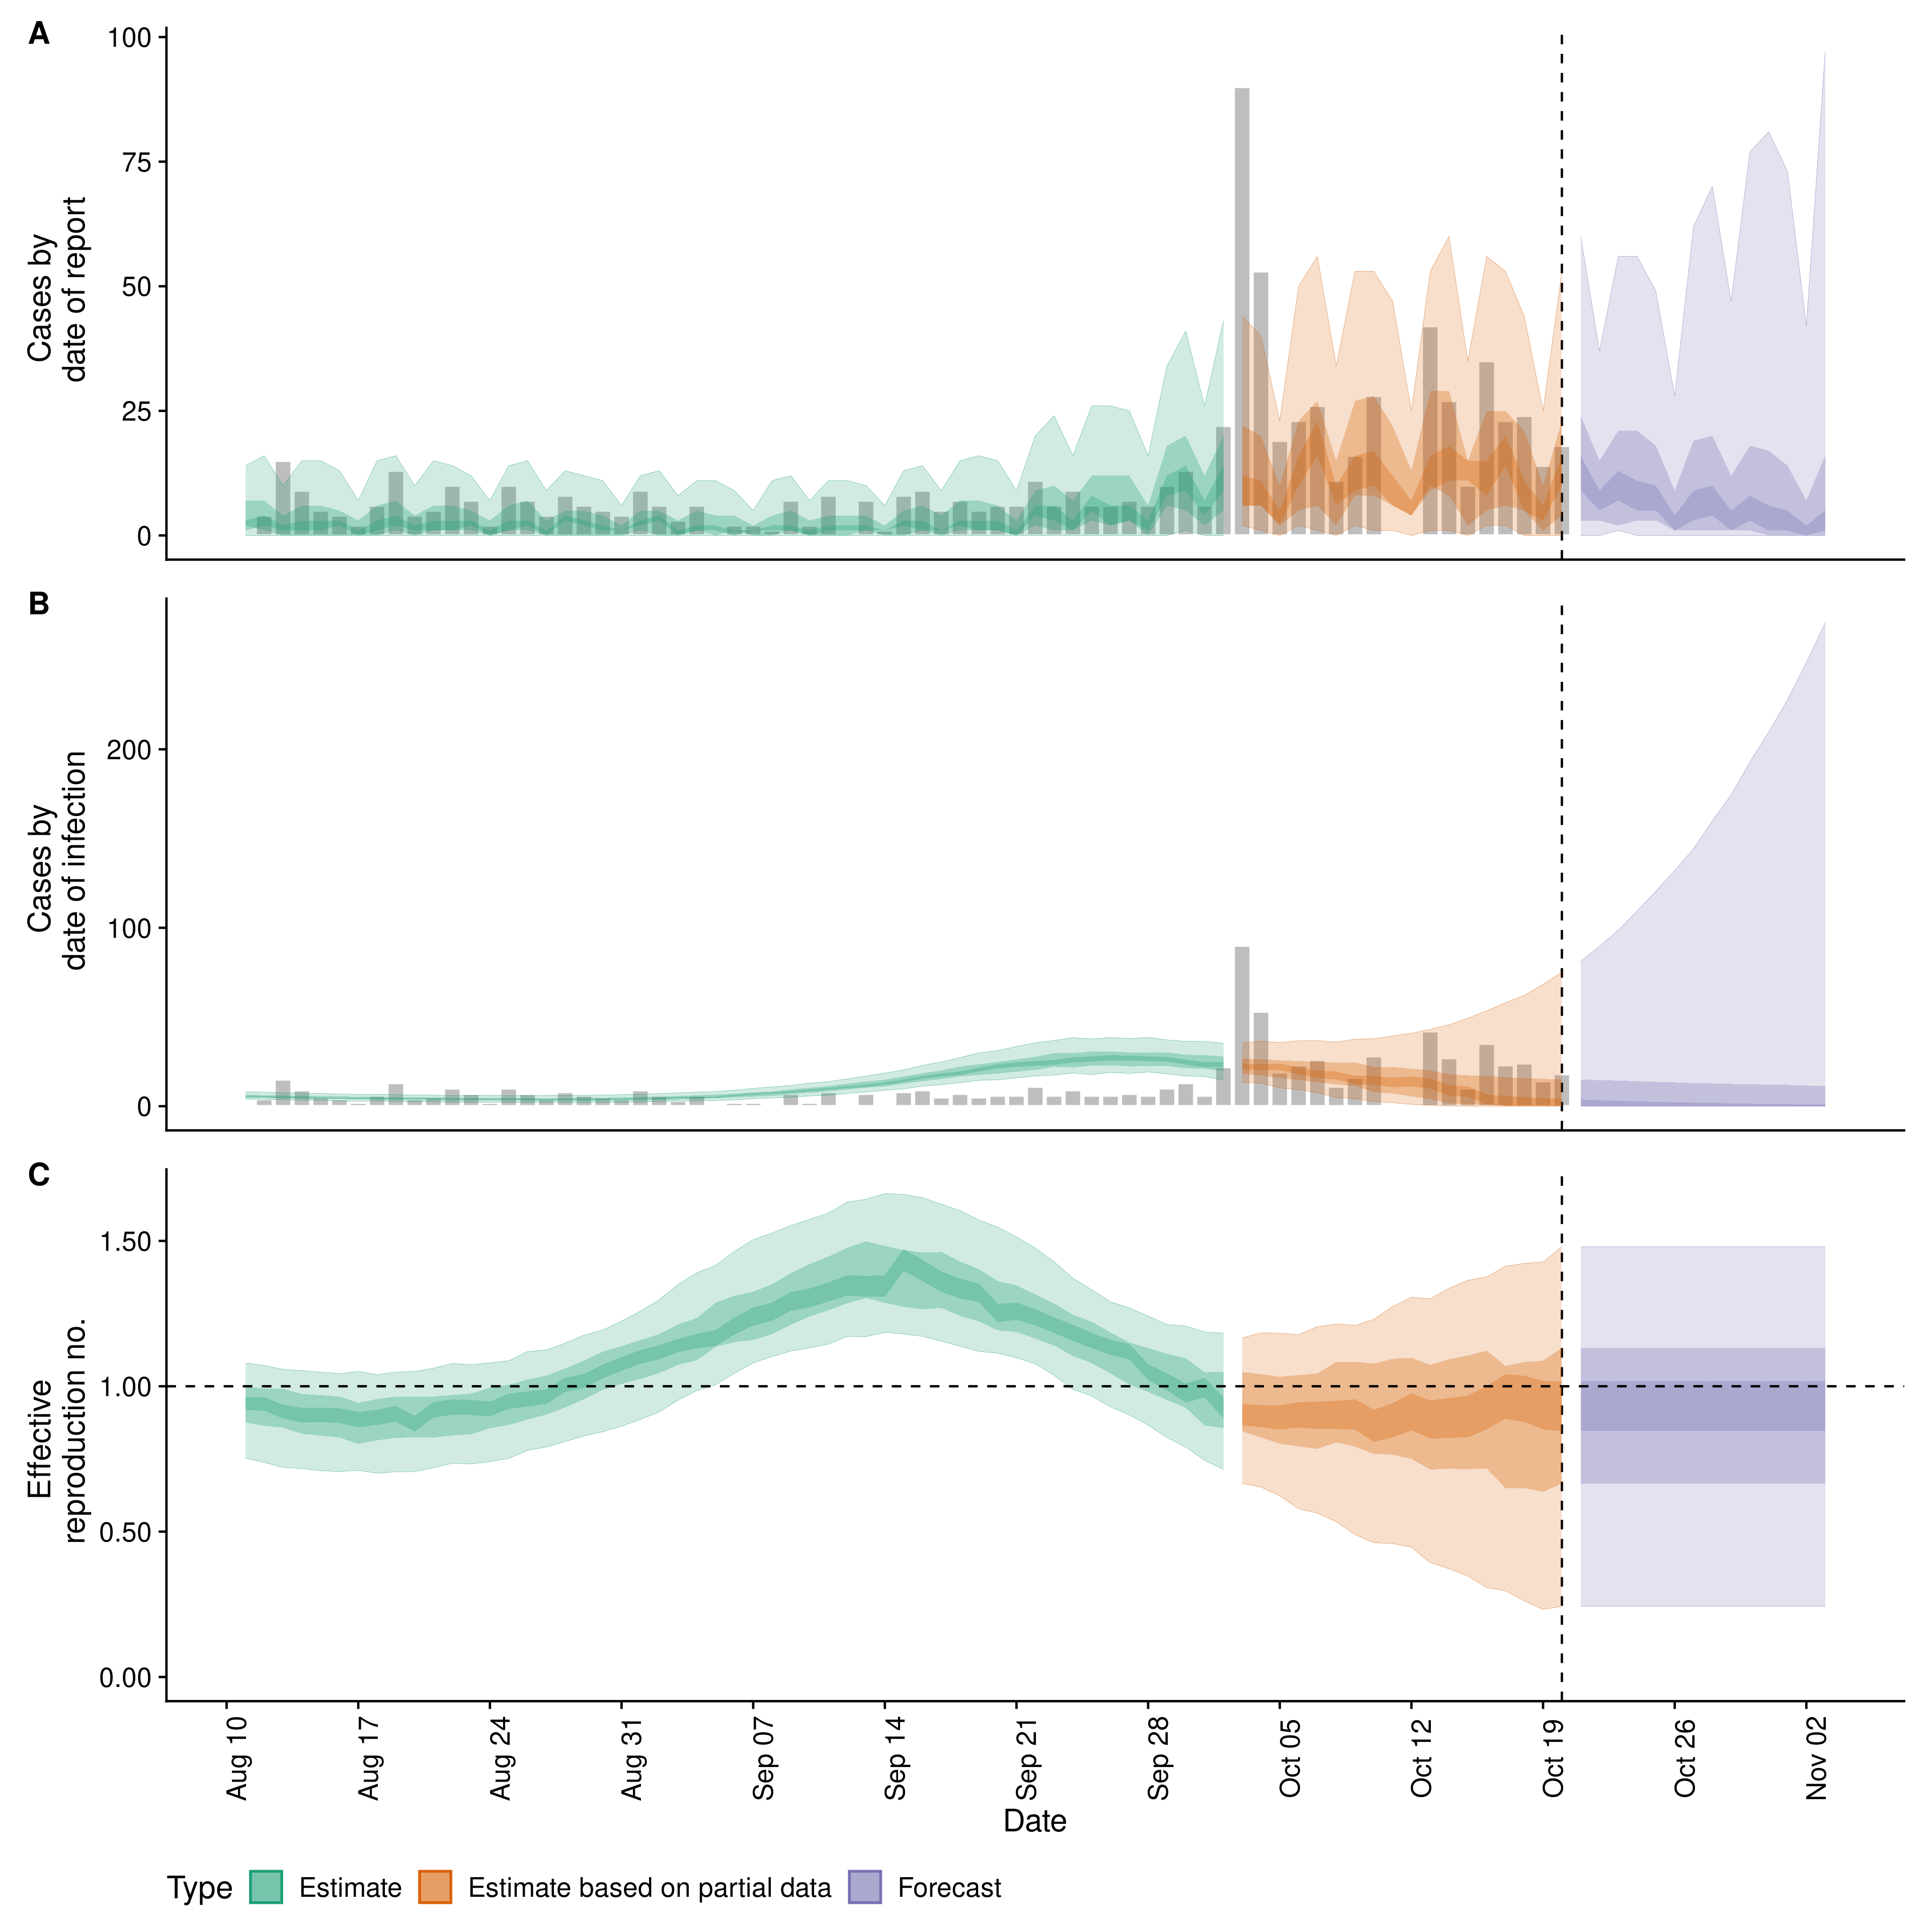 A
Cases by
date of report
100
75
50
25
0
B
Cases by
date of infection
200
100
0
C
Effective
reproduction no.
1.50
1.00
0.50
0.00
Aug 10
Aug 17
Aug 24
Aug 31
Sep 07
Sep 14
Sep 21
Sep 28
Oct 05
Oct 12
Oct 19
Oct 26
Nov 02
Date
Type Estimate Estimate based on partial data Forecast